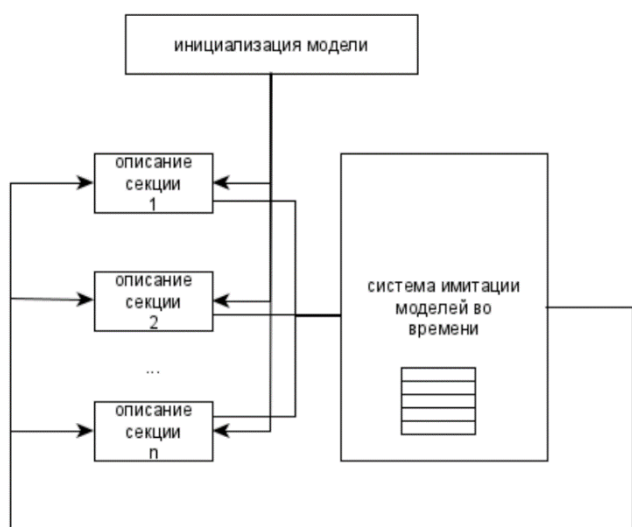 инициализация модели
описание
секции
1
описание
секции
2
...
описание
секции
n
система имитации
моделей во
времени